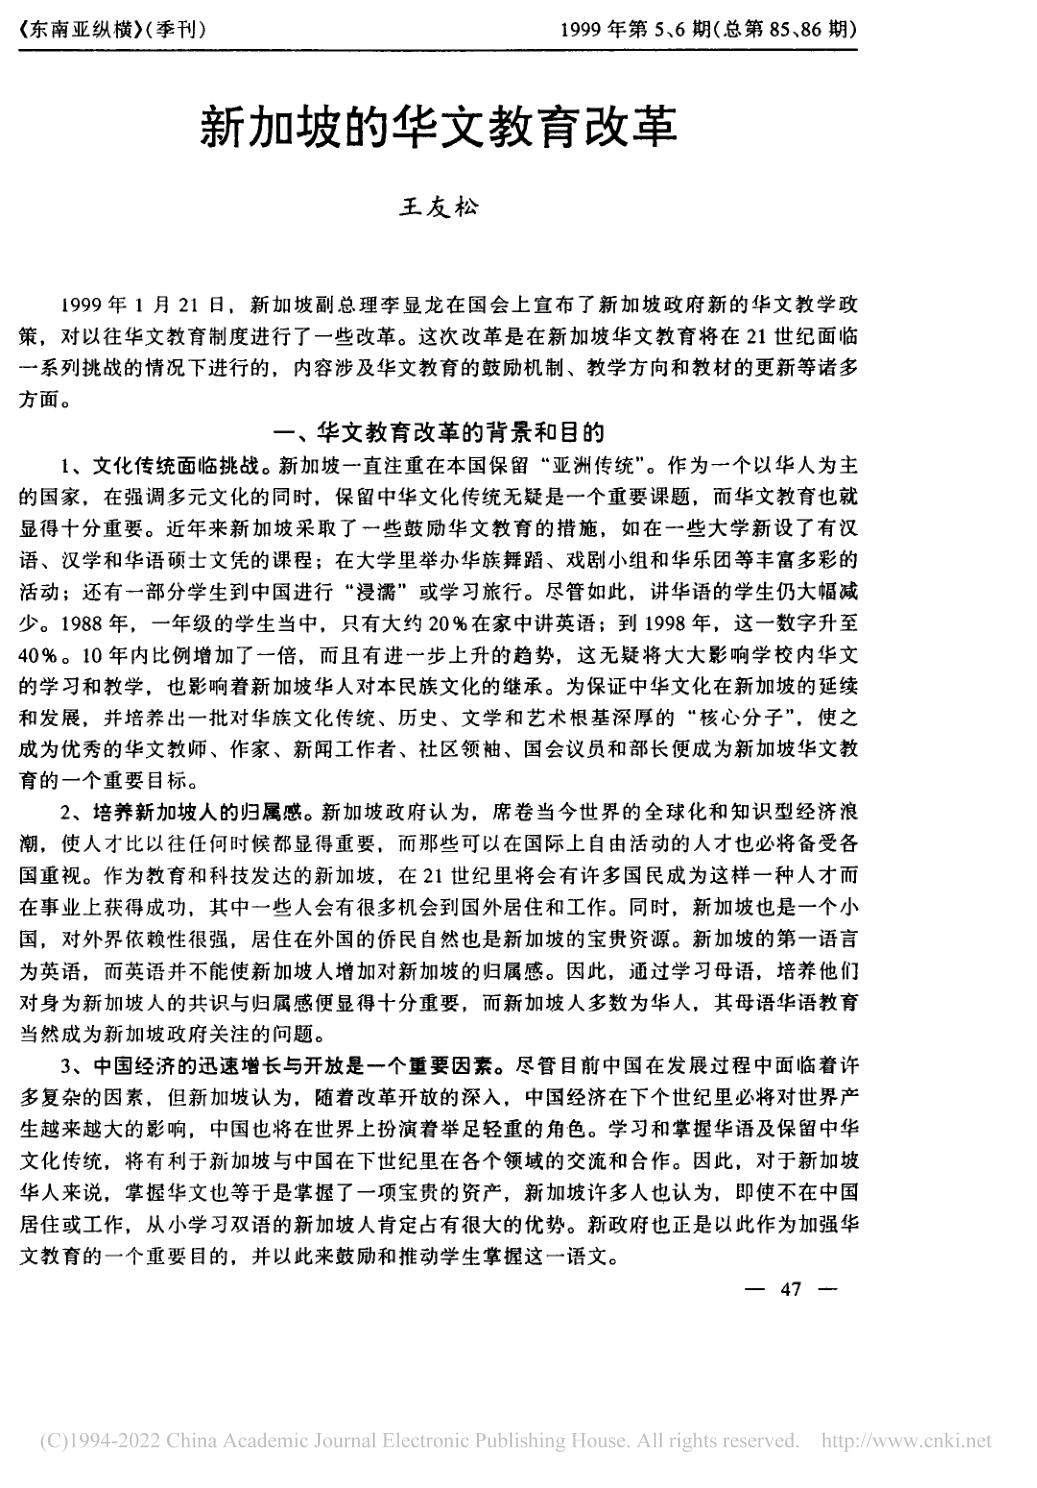 《东南亚纵横》(季刊)
1999 年第 5、6 期(总第 85、86 期)
新加坡的华文教育改革
王友松
1999 年 1 月 21 日，新加坡副总理李显龙在国会上宣布了新加坡政府新的华文教学政
策，对以往华文教育制度进行了一些改革。这次改革是在新加坡华文教育将在 21 世纪面临
一系列挑战的情况下进行的，内容涉及华文教育的鼓励机制、教学方向和教材的更新等诸多
方面。
一、华文教育改革的背景和目的
1、文化传统面临挑战。新加坡一直注重在本国保留“亚洲传统”。作为一个以华人为主
的国家，在强调多元文化的同时，保留中华文化传统无疑是一个重要课题，而华文教育也就
显得十分重要。近年来新加坡采取了一些鼓励华文教育的措施，如在一些大学新设了有汉
语、汉学和华语硕士文凭的课程；在大学里举办华族舞蹈、戏剧小组和华乐团等丰富多彩的
活动；还有一部分学生到中国进行“浸濡”或学习旅行。尽管如此，讲华语的学生仍大幅减
少。1988 年，一年级的学生当中，只有大约 20％在家中讲英语；到 1998 年，这一数字升至
40％。10 年内比例增加了一倍，而且有进一步上升的趋势，这无疑将大大影响学校内华文
的学习和教学，也影响着新加坡华人对本民族文化的继承。为保证中华文化在新加坡的延续
和发展，并培养出一批对华族文化传统、历史、文学和艺术根基深厚的“核心分子”，使之
成为优秀的华文教师、作家、新闻工作者、社区领袖、国会议员和部长便成为新加坡华文教
育的一个重要目标。
2、培养新加坡人的归属感。新加坡政府认为，席卷当今世界的全球化和知识型经济浪
潮，使人才比以往任何时候都显得重要，而那些可以在国际上自由活动的人才也必将备受各
国重视。作为教育和科技发达的新加坡，在 21 世纪里将会有许多国民成为这样一种人才而
在事业上获得成功，其中一些人会有很多机会到国外居住和工作。同时，新加坡也是一个小
国，对外界依赖性很强，居住在外国的侨民自然也是新加坡的宝贵资源。新加坡的第一语言
为英语，而英语并不能使新加坡人增加对新加坡的归属感。因此，通过学习母语，培养他们
对身为新加坡人的共识与归属感便显得十分重要，而新加坡人多数为华人，其母语华语教育
当然成为新加坡政府关注的问题。
3、中国经济的迅速增长与开放是一个重要因素。尽管目前中国在发展过程中面临着许
多复杂的因素，但新加坡认为，随着改革开放的深入，中国经济在下个世纪里必将对世界产
生越来越大的影响，中国也将在世界上扮演着举足轻重的角色。学习和掌握华语及保留中华
文化传统，将有利于新加坡与中国在下世纪里在各个领域的交流和合作。因此，对于新加坡
华人来说，掌握华文也等于是掌握了一项宝贵的资产，新加坡许多人也认为，即使不在中国
居住或工作，从小学习双语的新加坡人肯定占有很大的优势。新政府也正是以此作为加强华
文教育的一个重要目的，并以此来鼓励和推动学生掌握这一语文。
— 47 —
(C)1994-2022 China Academic Journal Electronic Publishing House. All rights reserved. http://www.cnki.net